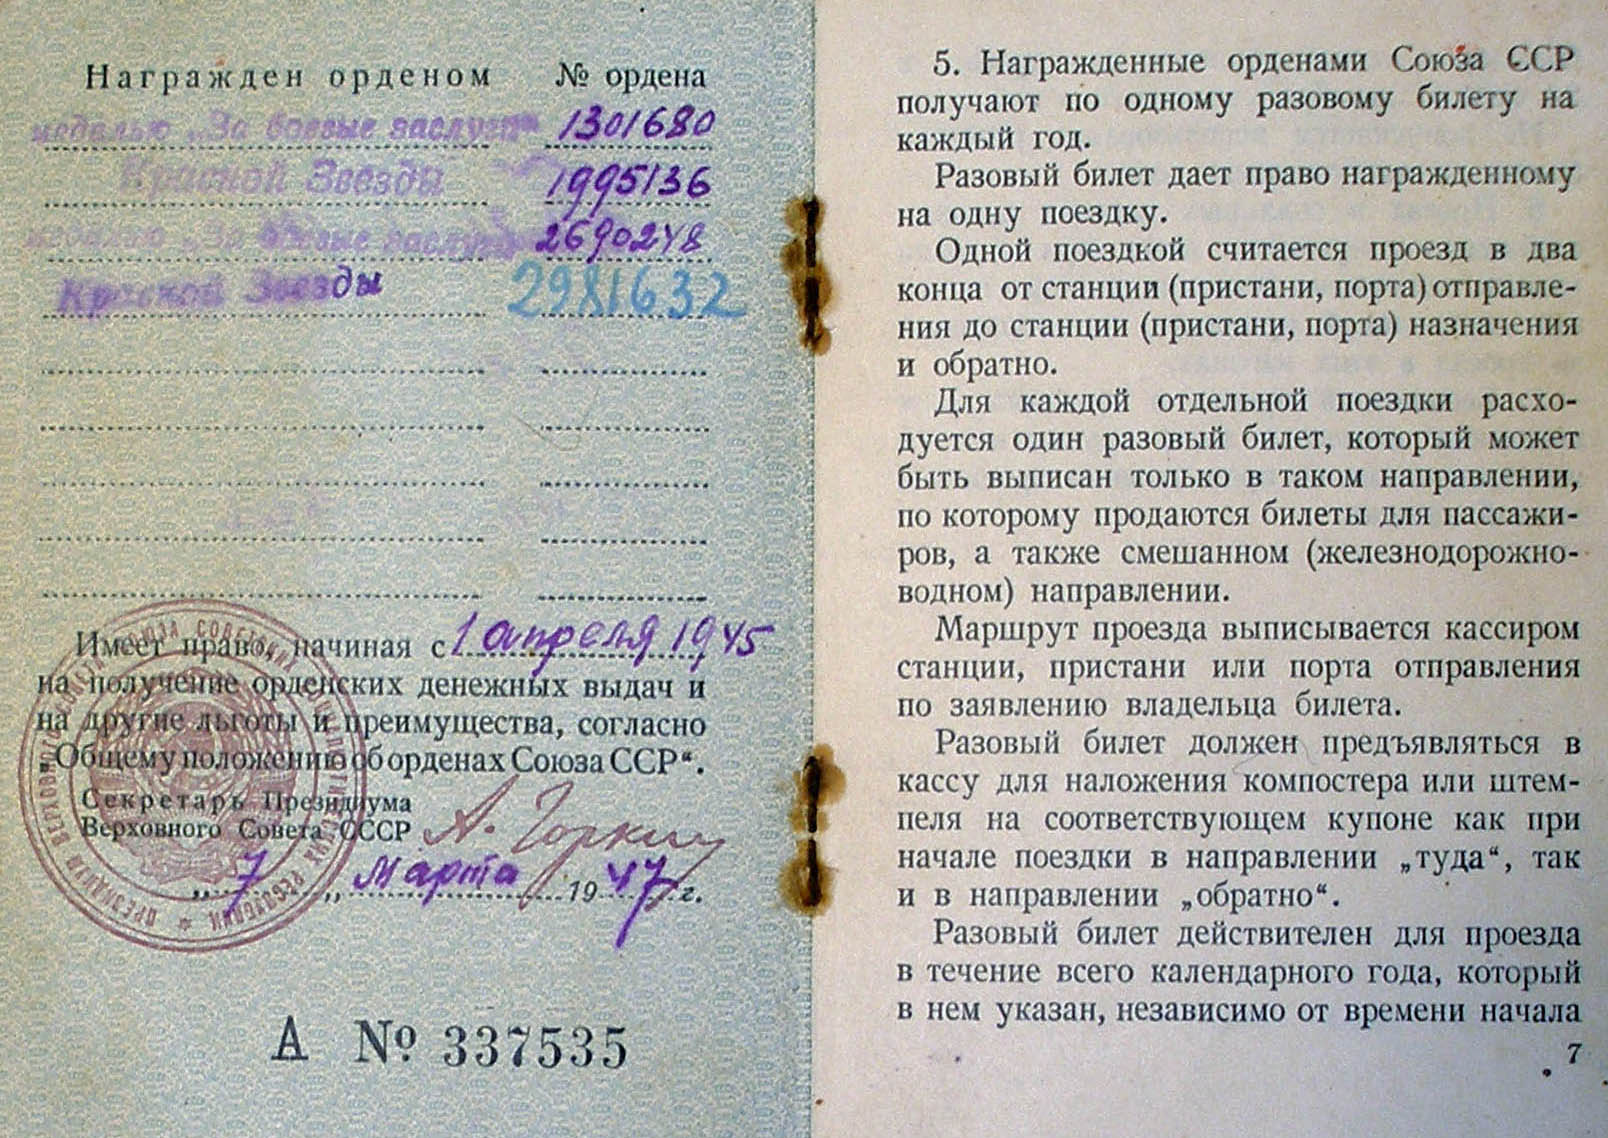 Награжден орденом № ордена
медалью „За боевые заслуги“ 1301680
Красной Звезды 1995136
медалью „За боевые заслуги“ 2690248
Красной Звезды 2981632
Имеет право, начиная с 1 апреля 1945
на получение орденских денежных выдач и
на другие льготы и преимущества, согласно
„Общему положению об орденах Союза ССР“.
Секретарь Президиума
Верховного Совета СССР А. Горкин
„ 7 „ Марта 1947 г.
А № 337535
ПРЕЗИДИУМ ВЕРХОВНОГО СОВЕТА СОЮЗА СОВЕТСКИХ СОЦИАЛИСТИЧЕСКИХ РЕСПУБЛИК
5. Награжденные орденами Союза ССР
получают по одному разовому билету на
каждый год.
Разовый билет дает право награжденному
на одну поездку.
Одной поездкой считается проезд в два
конца от станции (пристани, порта) отправле-
ния до станции (пристани, порта) назначения
и обратно.
Для каждой отдельной поездки расхо-
дуется один разовый билет, который может
быть выписан только в таком направлении,
по которому продаются билеты для пассажи-
ров, а также смешанном (железнодорожно-
водном) направлении.
Маршрут проезда выписывается кассиром
станции, пристани или порта отправления
по заявлению владельца билета.
Разовый билет должен предъявляться в
кассу для наложения компостера или штем-
пеля на соответствующем купоне как при
начале поездки в направлении „туда“, так
и в направлении „обратно“.
Разовый билет действителен для проезда
в течение всего календарного года, который
в нем указан, независимо от времени начала
7